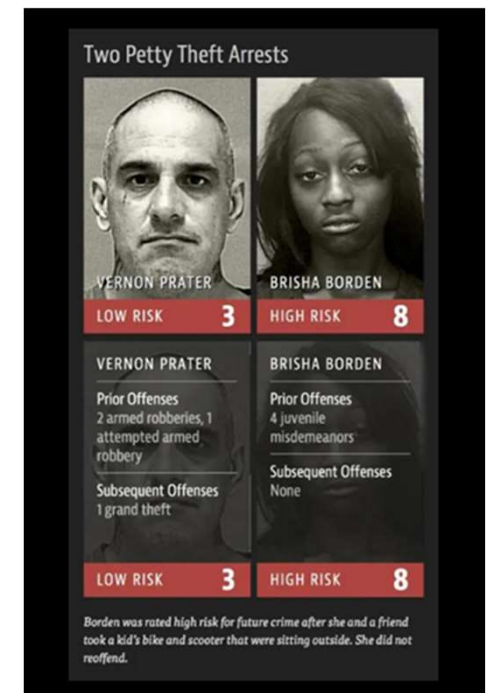 Two Petty Theft Arrests
VERNON PRATER
BRISHA BORDEN
LOW RISK 3
HIGH RISK 8
VERNON PRATER
Prior Offenses
2 armed robberies, 1
attempted armed
robbery
Subsequent Offenses
1 grand theft
LOW RISK 3
BRISHA BORDEN
Prior Offenses
4 juvenile
misdemeanors
Subsequent Offenses
None
HIGH RISK 8
Borden was rated high risk for future crime after she and a friend
took a kid's bike and scooter that were sitting outside. She did not
reoffend.